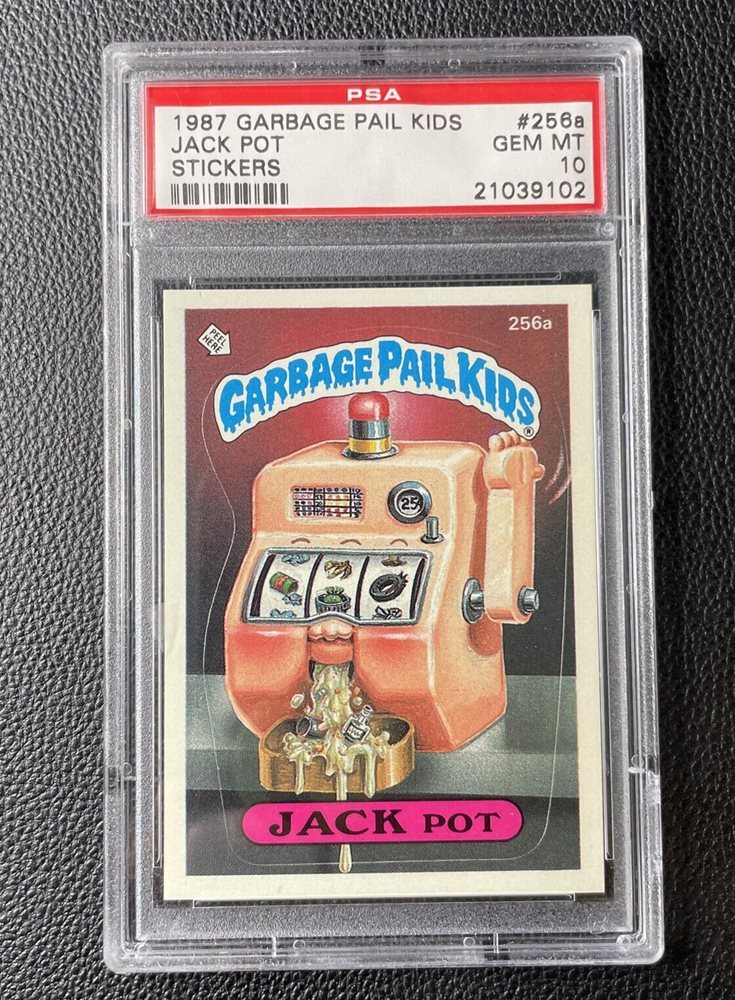 PSA
1987 GARBAGE PAIL KIDS #256a
JACK POT GEM MT
STICKERS 10
21039102
256a
PEEL
HERE
GARBAGE PAIL KIDS®
25¢
JACK POT